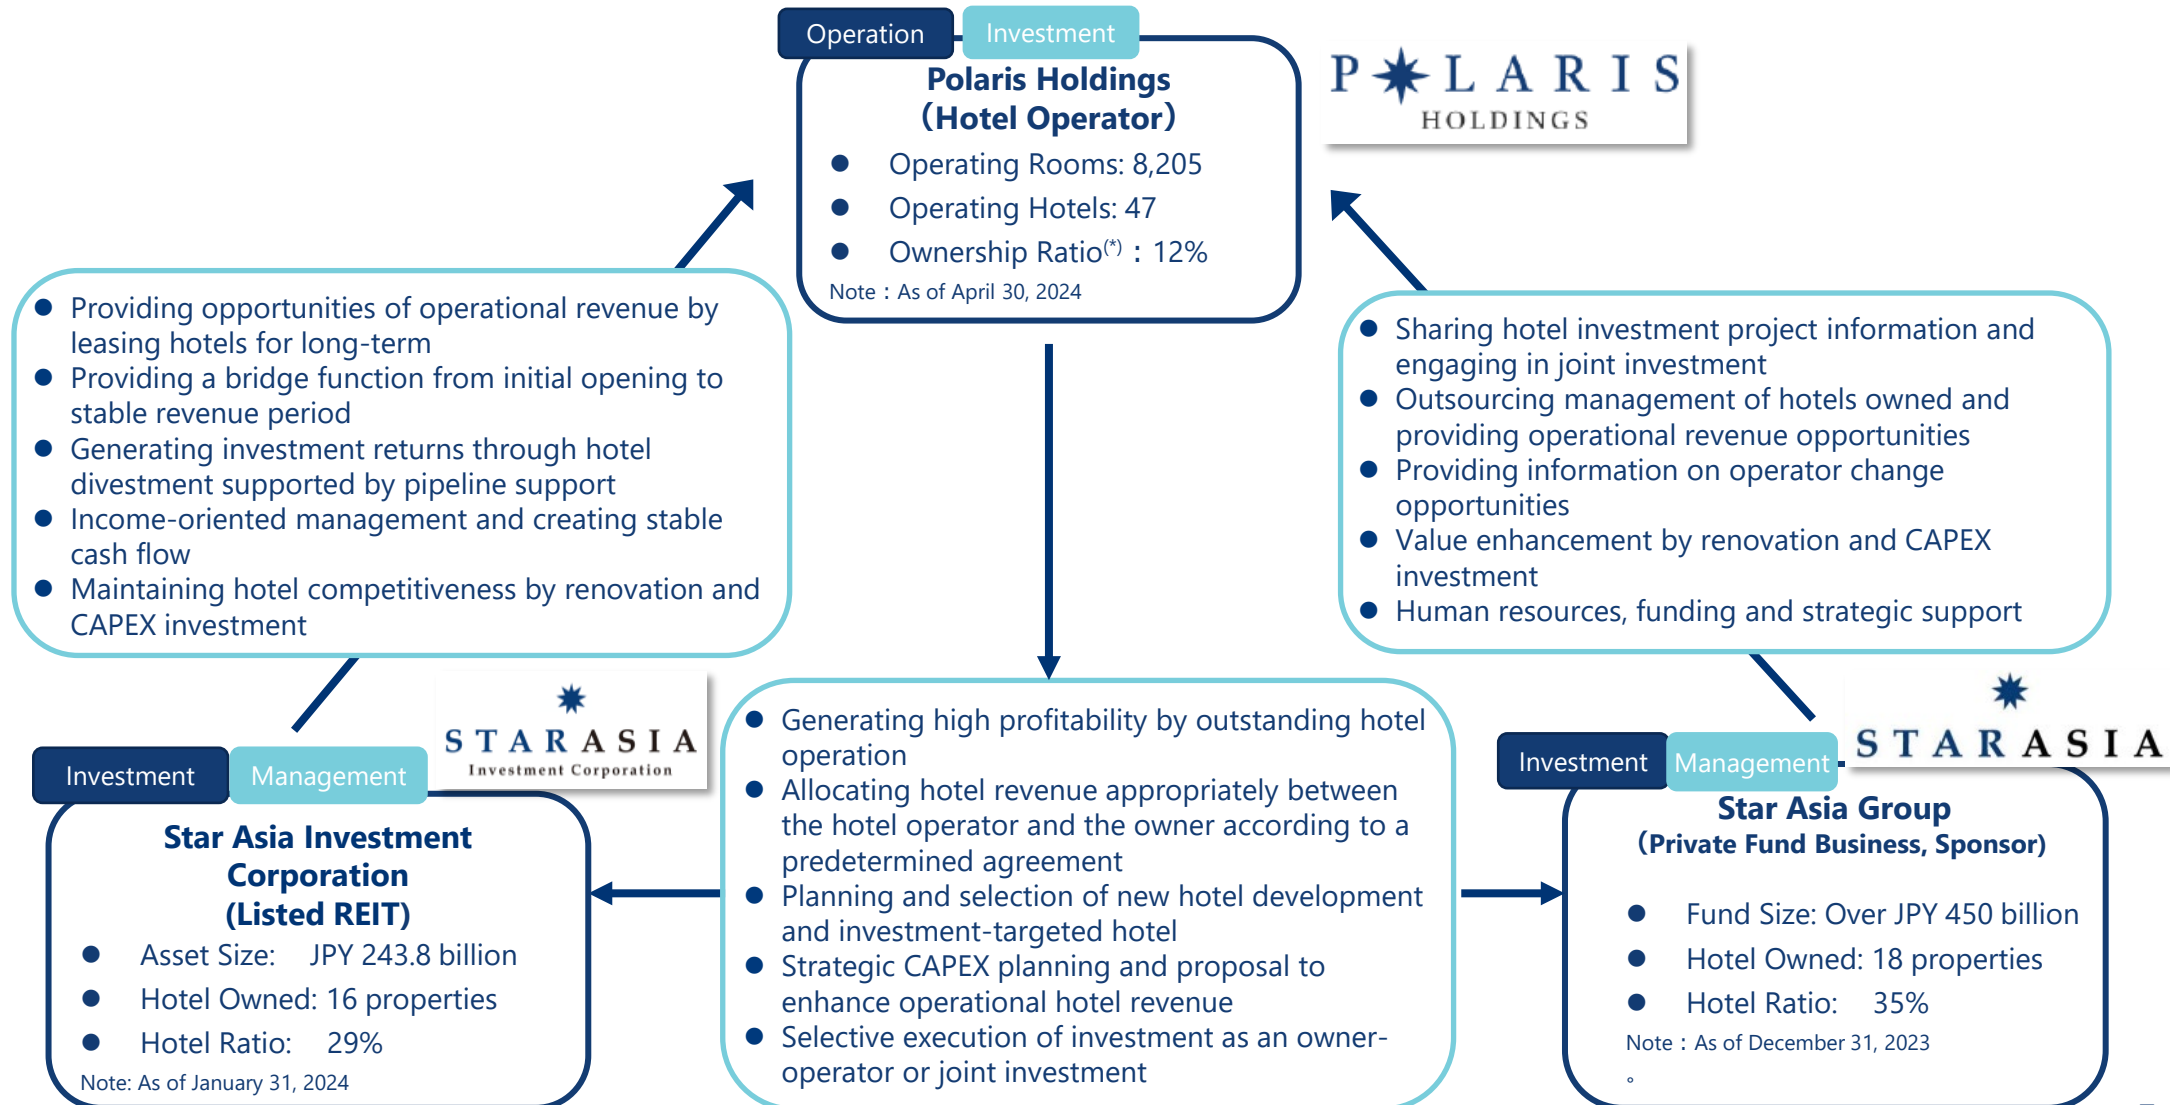 Operation
Investment
Polaris Holdings
（Hotel Operator）
● Operating Rooms: 8,205
● Operating Hotels: 47
● Ownership Ratio(*)：12%
Note：As of April 30, 2024
POLARIS
HOLDINGS
● Providing opportunities of operational revenue by
leasing hotels for long-term
● Providing a bridge function from initial opening to
stable revenue period
● Generating investment returns through hotel
divestment supported by pipeline support
● Income-oriented management and creating stable
cash flow
● Maintaining hotel competitiveness by renovation and
CAPEX investment
● Sharing hotel investment project information and
engaging in joint investment
● Outsourcing management of hotels owned and
providing operational revenue opportunities
● Providing information on operator change
opportunities
● Value enhancement by renovation and CAPEX
investment
● Human resources, funding and strategic support
STARASIA
Investment Corporation
Investment
Management
Star Asia Investment
Corporation
(Listed REIT)
● Asset Size: JPY 243.8 billion
● Hotel Owned: 16 properties
● Hotel Ratio: 29%
Note: As of January 31, 2024
● Generating high profitability by outstanding hotel
operation
● Allocating hotel revenue appropriately between
the hotel operator and the owner according to a
predetermined agreement
● Planning and selection of new hotel development
and investment-targeted hotel
● Strategic CAPEX planning and proposal to
enhance operational hotel revenue
● Selective execution of investment as an owner-
operator or joint investment
STARASIA
Investment
Management
Star Asia Group
（Private Fund Business, Sponsor)
● Fund Size: Over JPY 450 billion
● Hotel Owned: 18 properties
● Hotel Ratio: 35%
Note：As of December 31, 2023
。